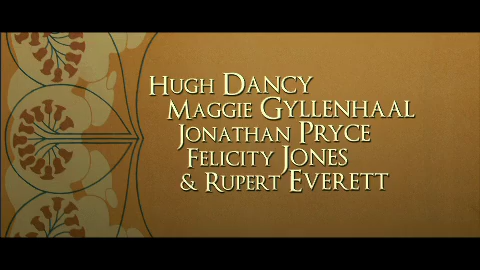 Hugh Dancy
Maggie Gyllenhaal
Jonathan Pryce
Felicity Jones
& Rupert Everett